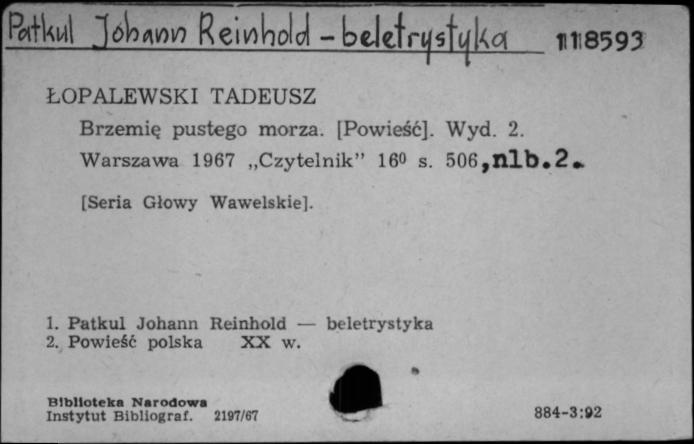 Patkul Johann Reinhold – beletrystyka 1118593
ŁOPALEWSKI TADEUSZ
Brzemię pustego morza. [Powieść]. Wyd. 2.
Warszawa 1967 „Czytelnik” 16⁰ s. 506,nlb.2.
[Seria Głowy Wawelskie].
1. Patkul Johann Reinhold — beletrystyka
2. Powieść polska XX w.
Biblioteka Narodowa
Instytut Bibliograf. 2197/67
884-3:92